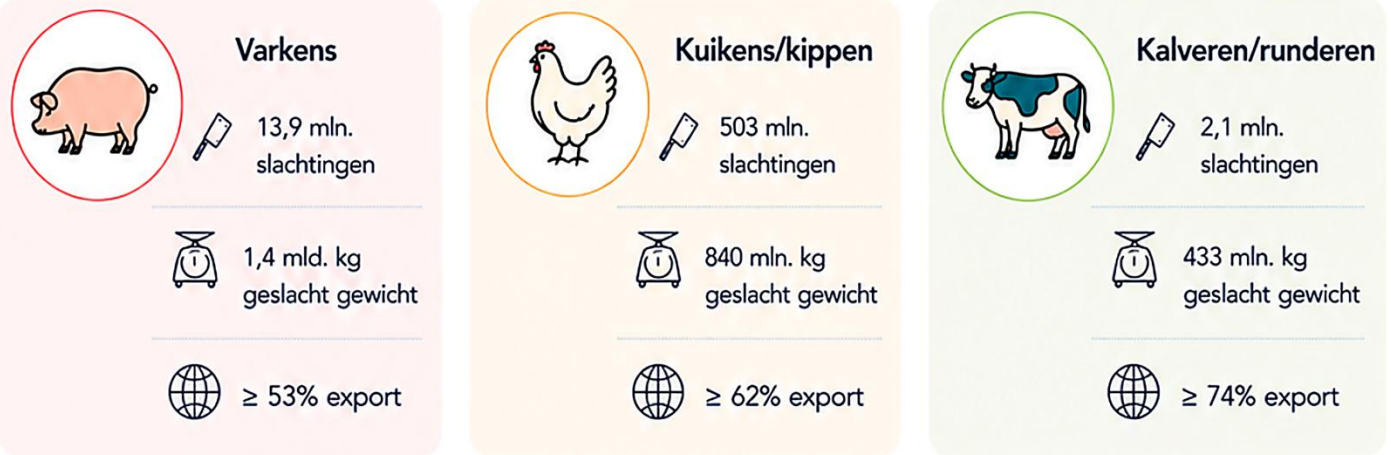 Varkens
13,9 mln.
slachtingen
1,4 mld. kg
geslacht gewicht
≥ 53% export
Kuikens/kippen
503 mln.
slachtingen
840 mln. kg
geslacht gewicht
≥ 62% export
Kalveren/runderen
2,1 mln.
slachtingen
433 mln. kg
geslacht gewicht
≥ 74% export